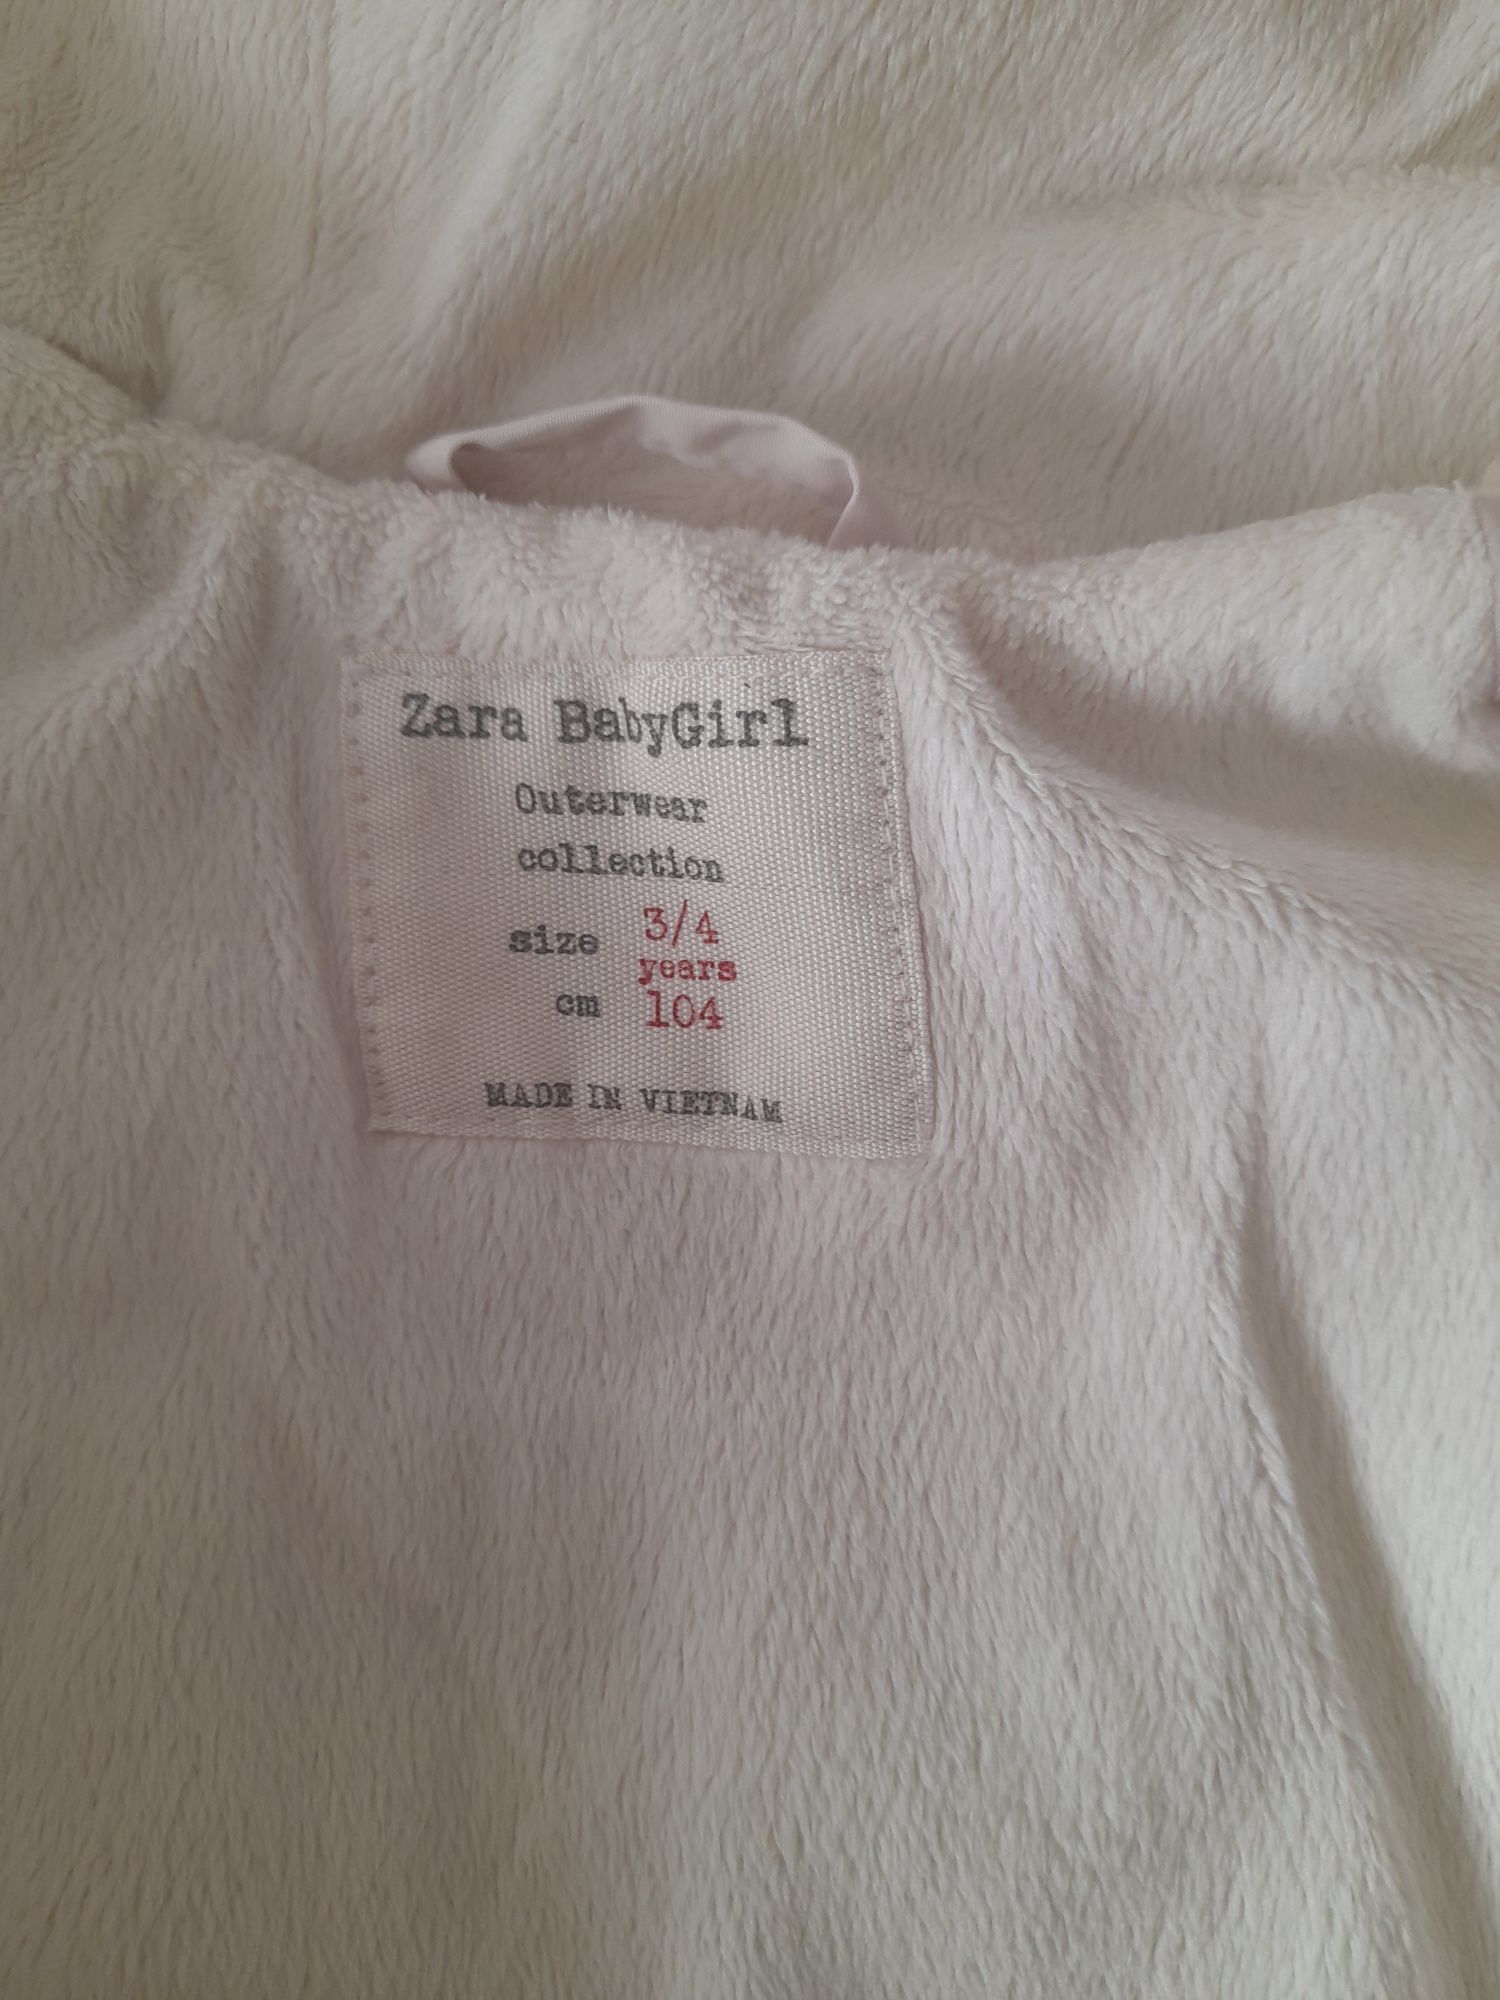 Zara BabyGirl
Outerwear
collection
size 3/4
years
cm 104
MADE IN VIETNAM